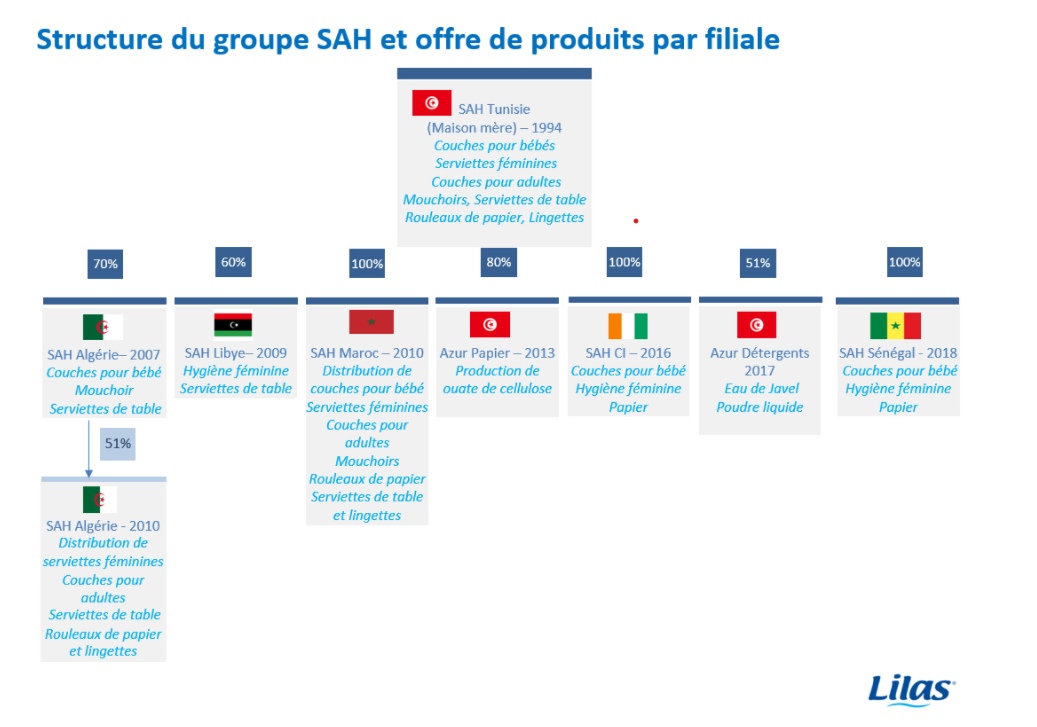 Structure du groupe SAH et offre de produits par filiale
SAH Tunisie
(Maison mère) – 1994
Couches pour bébés
Serviettes féminines
Couches pour adultes
Mouchoirs, Serviettes de table
Rouleaux de papier, Lingettes
70%
60%
100%
80%
100%
51%
100%
SAH Algérie– 2007
Couches pour bébé
Mouchoir
Serviettes de table
SAH Libye– 2009
Hygiène féminine
Serviettes de table
SAH Maroc – 2010
Distribution de
couches pour bébé
Serviettes féminines
Couches pour
adultes
Mouchoirs
Rouleaux de papier
Serviettes de table
et lingettes
Azur Papier – 2013
Production de
ouate de cellulose
SAH CI – 2016
Couches pour bébé
Hygiène féminine
Papier
Azur Détergents
2017
Eau de Javel
Poudre liquide
SAH Sénégal - 2018
Couches pour bébé
Hygiène féminine
Papier
51%
SAH Algérie - 2010
Distribution de
serviettes féminines
Couches pour
adultes
Serviettes de table
Rouleaux de papier
et lingettes
Lilas